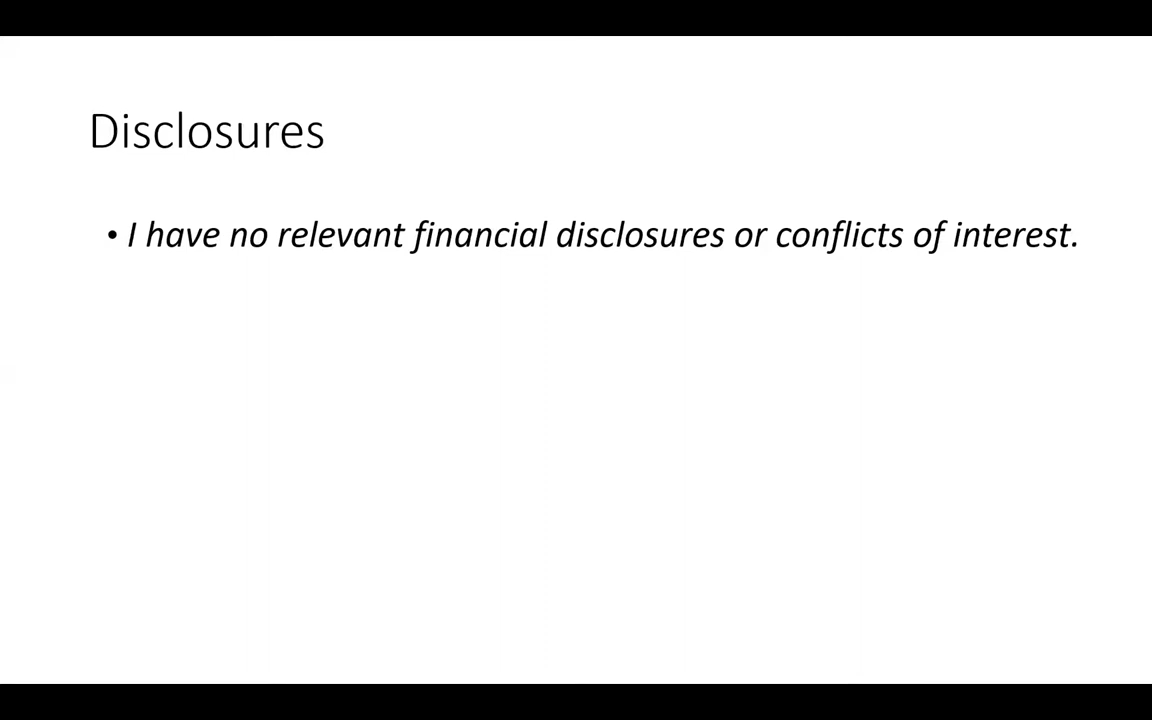 Disclosures
• I have no relevant financial disclosures or conflicts of interest.